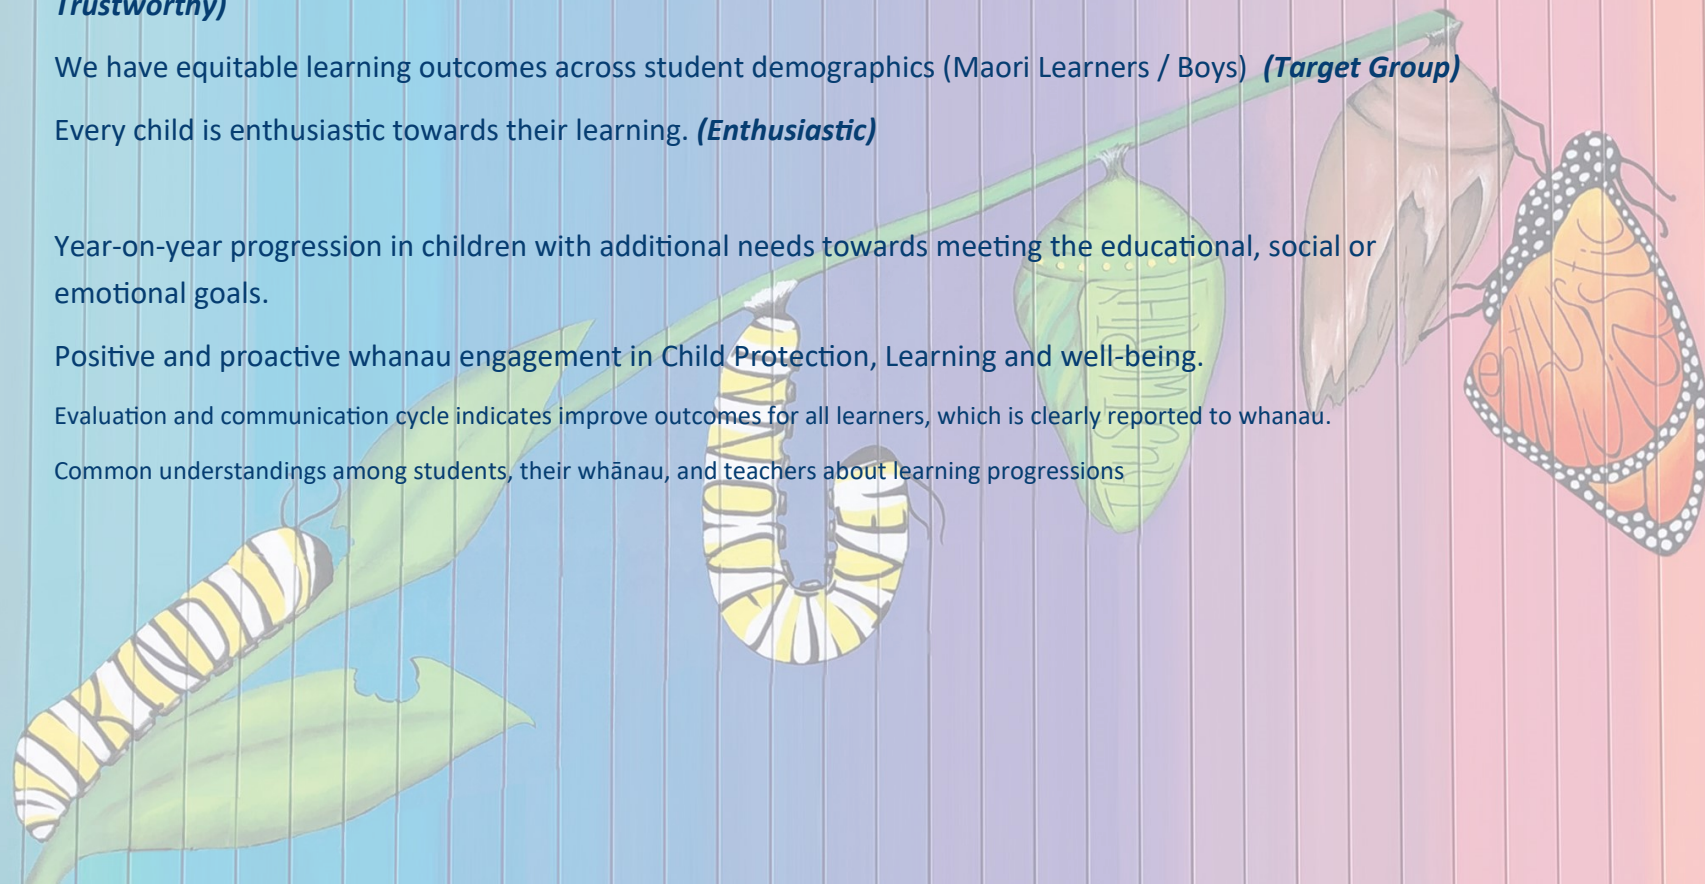 Trustworthy)
We have equitable learning outcomes across student demographics (Maori Learners / Boys) (Target Group)
Every child is enthusiastic towards their learning. (Enthusiastic)
Year-on-year progression in children with additional needs towards meeting the educational, social or
emotional goals.
Positive and proactive whanau engagement in Child Protection, Learning and well-being.
Evaluation and communication cycle indicates improve outcomes for all learners, which is clearly reported to whanau.
Common understandings among students, their whānau, and teachers about learning progressions
KIND